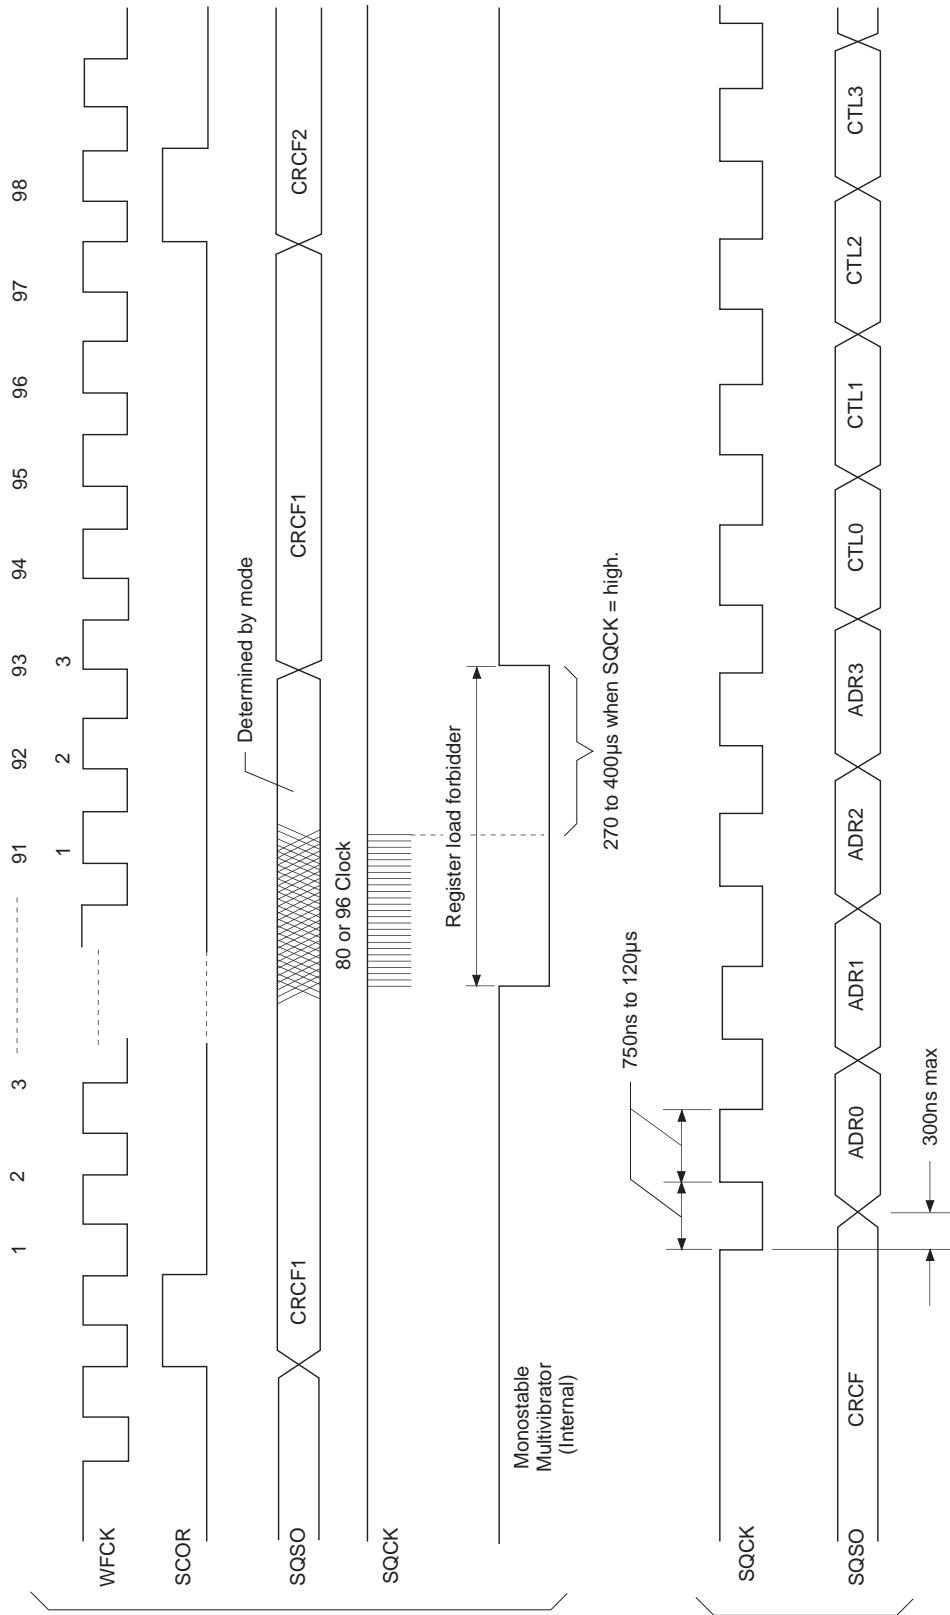 1 2 3 91 92 93 94 95 96 97 98
1 2 3
WFCK
SCOR
Determined by mode
SQSO CRCF1 CRCF1 CRCF2
80 or 96 Clock
SQCK
Register load forbidder
Monostable
Multivibrator
(Internal)
270 to 400μs when SQCK = high.
750ns to 120μs
SQCK
SQSO CRCF ADR0 ADR1 ADR2 ADR3 CTL0 CTL1 CTL2 CTL3
300ns max